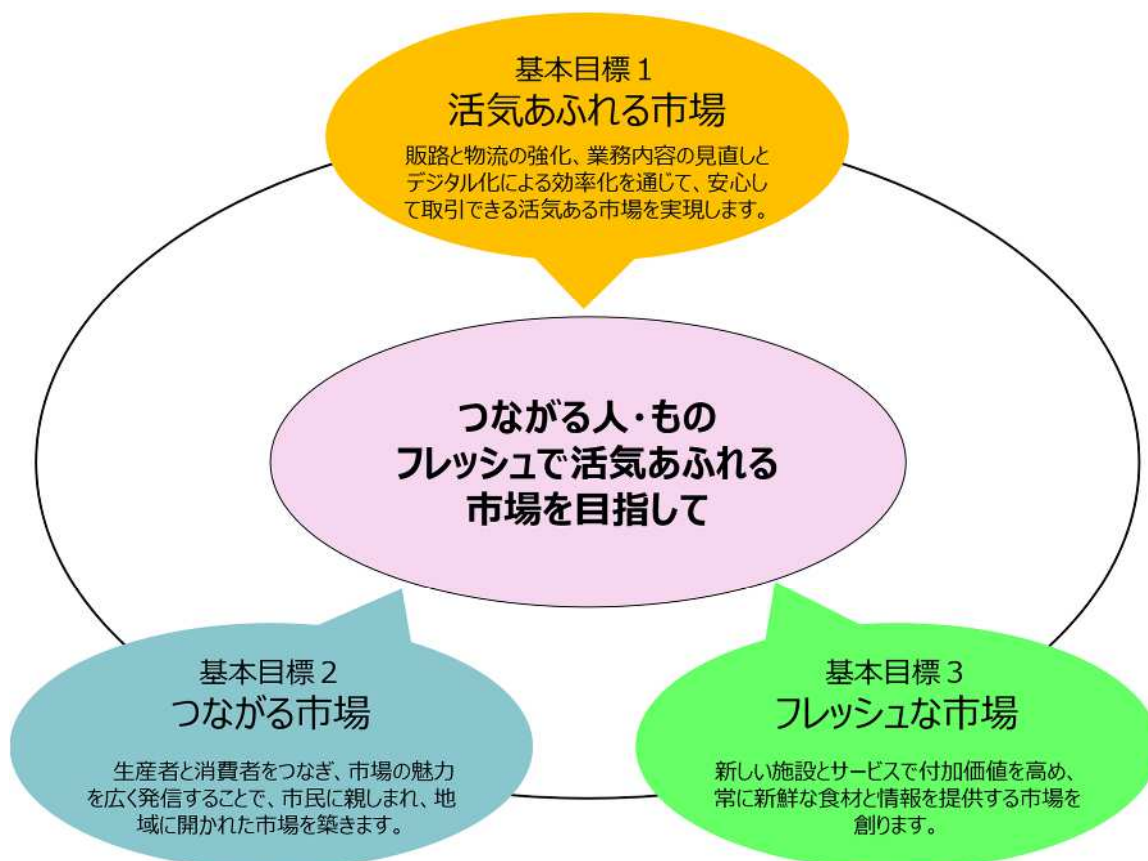 基本目標1
活気あふれる市場
販路と物流の強化、業務内容の見直しと
デジタル化による効率化を通じて、安心し
て取引できる活気ある市場を実現します。
つながる人・もの
フレッシュで活気あふれる
市場を目指して
基本目標2
つながる市場
生産者と消費者をつなぎ、市場の魅力
を広く発信することで、市民に親しまれ、地
域に開かれた市場を築きます。
基本目標3
フレッシュな市場
新しい施設とサービスで付加価値を高め、
常に新鮮な食材と情報を提供する市場を
創ります。